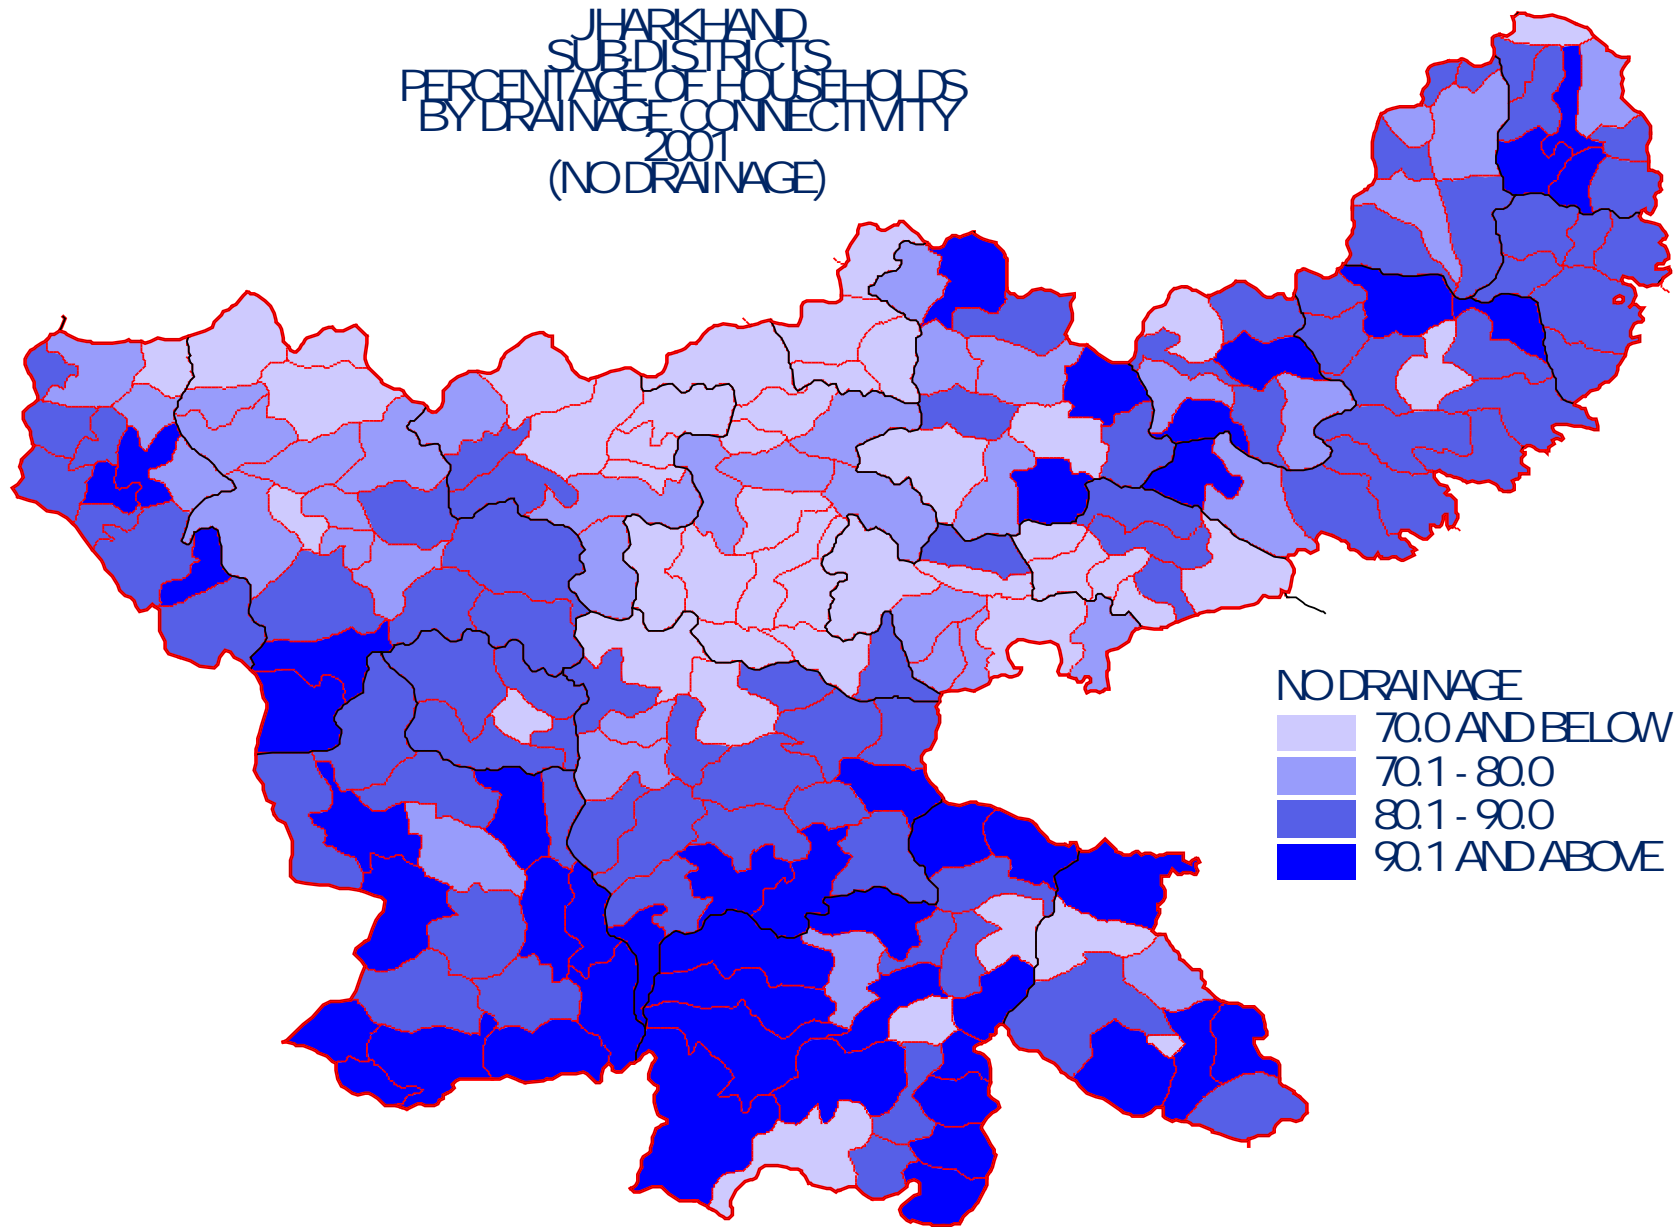 JHARKHAND
SUB-DISTRICTS
PERCENTAGE OF HOUSEHOLDS
BY DRAINAGE CONNECTIVITY
2001
(NO DRAINAGE)
NO DRAINAGE
70.0 AND BELOW
70.1 - 80.0
80.1 - 90.0
90.1 AND ABOVE